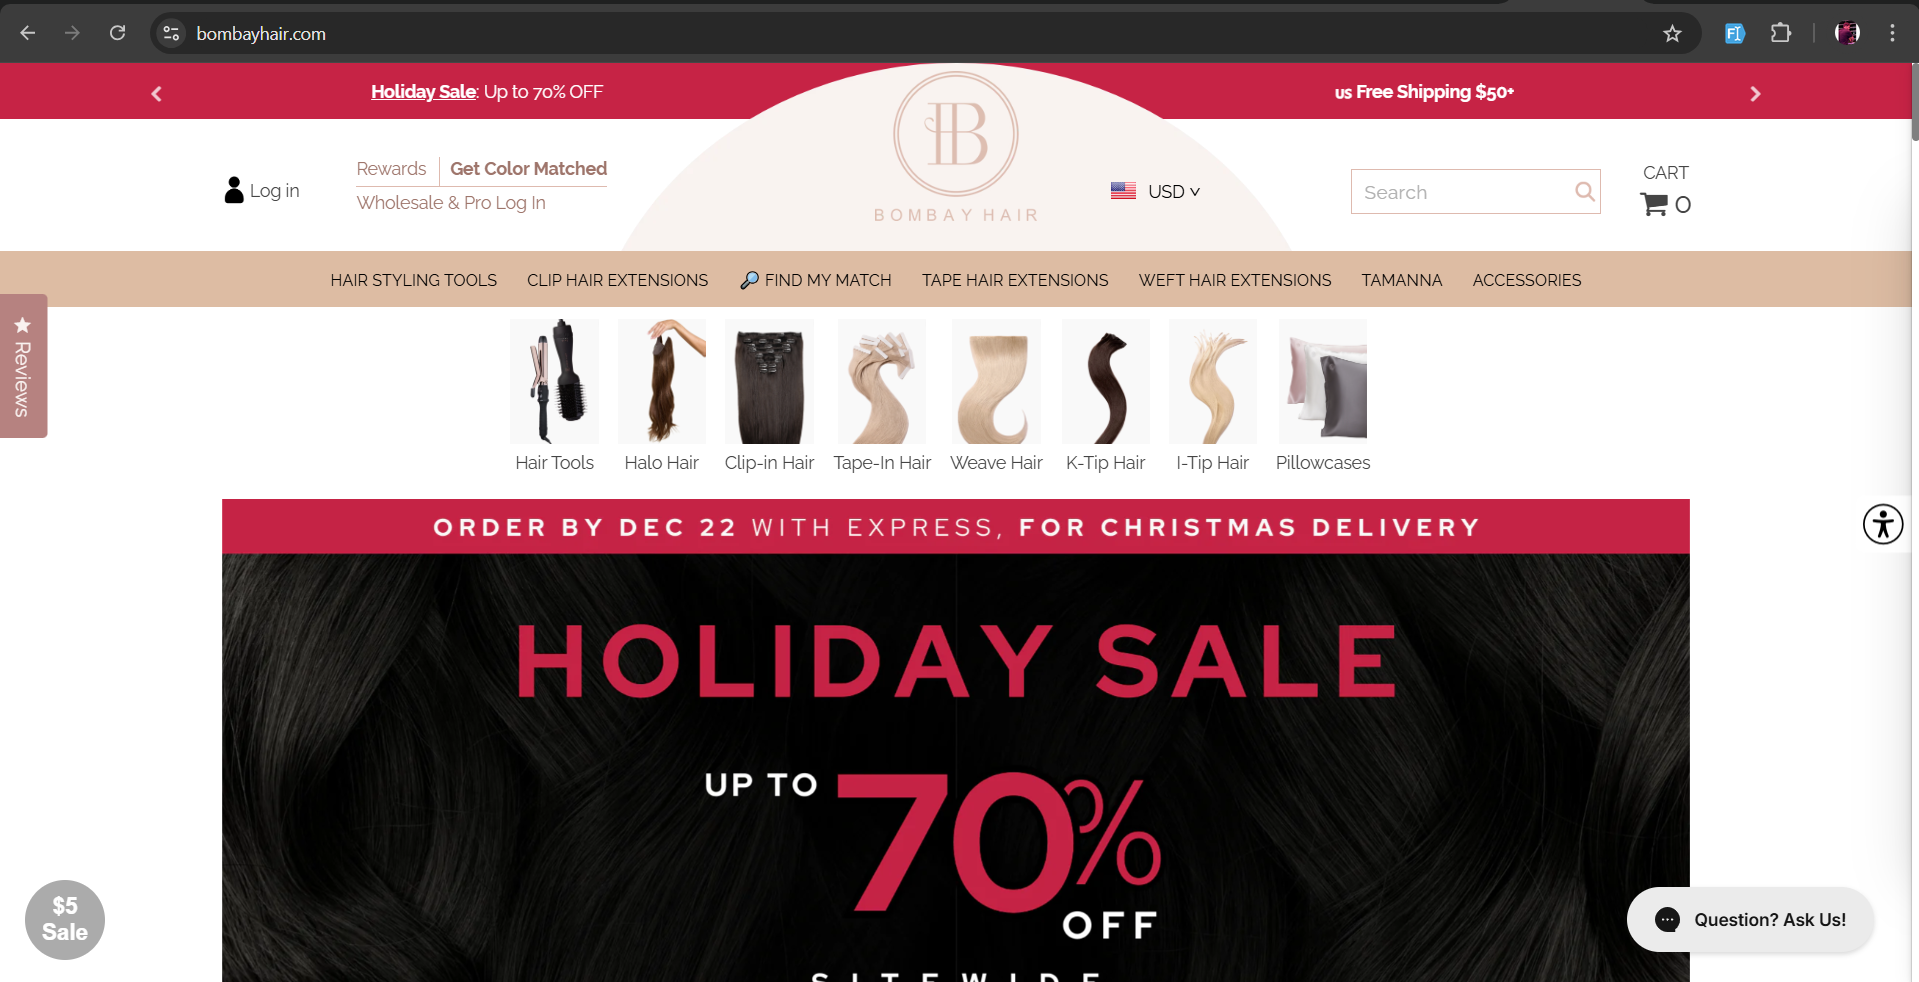 bombayhair.com
Holiday Sale: Up to 70% OFF
us Free Shipping $50+
BOMBAY HAIR
Log in
Rewards
Get Color Matched
Wholesale & Pro Log In
USD
Search
CART
0
HAIR STYLING TOOLS CLIP HAIR EXTENSIONS FIND MY MATCH TAPE HAIR EXTENSIONS WEFT HAIR EXTENSIONS TAMANNA ACCESSORIES
Reviews
Hair Tools Halo Hair Clip-in Hair Tape-In Hair Weave Hair K-Tip Hair I-Tip Hair Pillowcases
ORDER BY DEC 22 WITH EXPRESS, FOR CHRISTMAS DELIVERY
HOLIDAY SALE
UP TO 70% OFF
SITEWIDE
$5
Sale
Question? Ask Us!